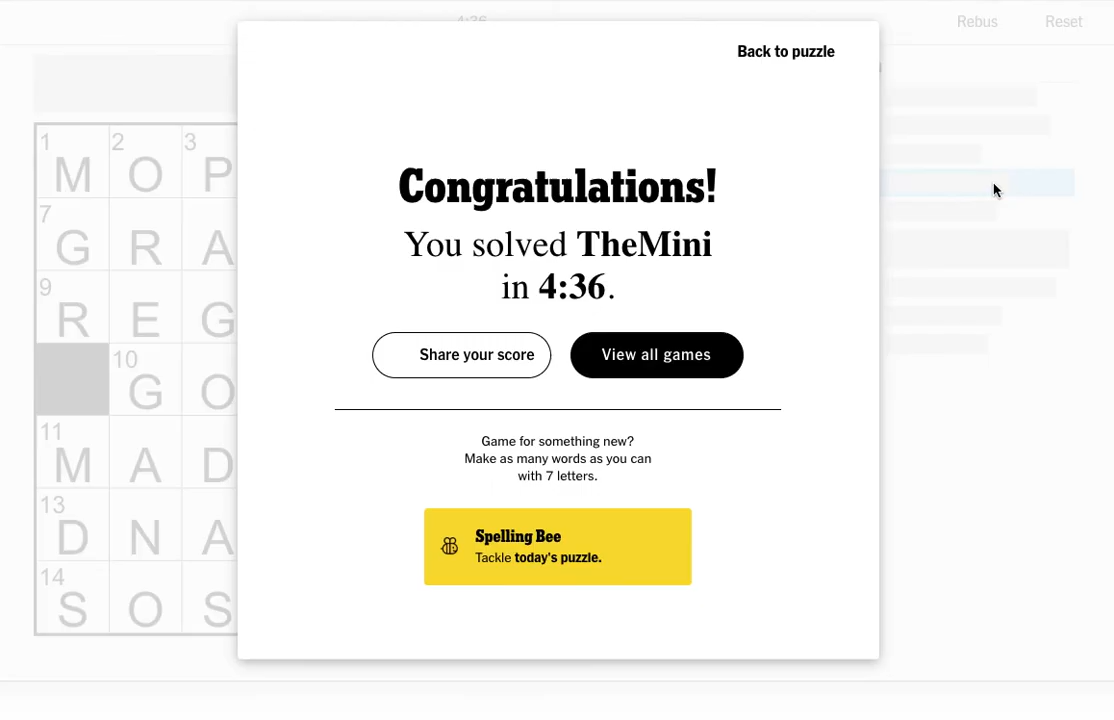 4:36
Rebus
Reset
Back to puzzle
Congratulations!
You solved TheMini
in 4:36.
Share your score
View all games
Game for something new?
Make as many words as you can
with 7 letters.
Spelling Bee
Tackle today's puzzle.
1 2 3
M O P
7
G R A
9
R E G
10
G O
11
M A D
13
D N A
14
S O S